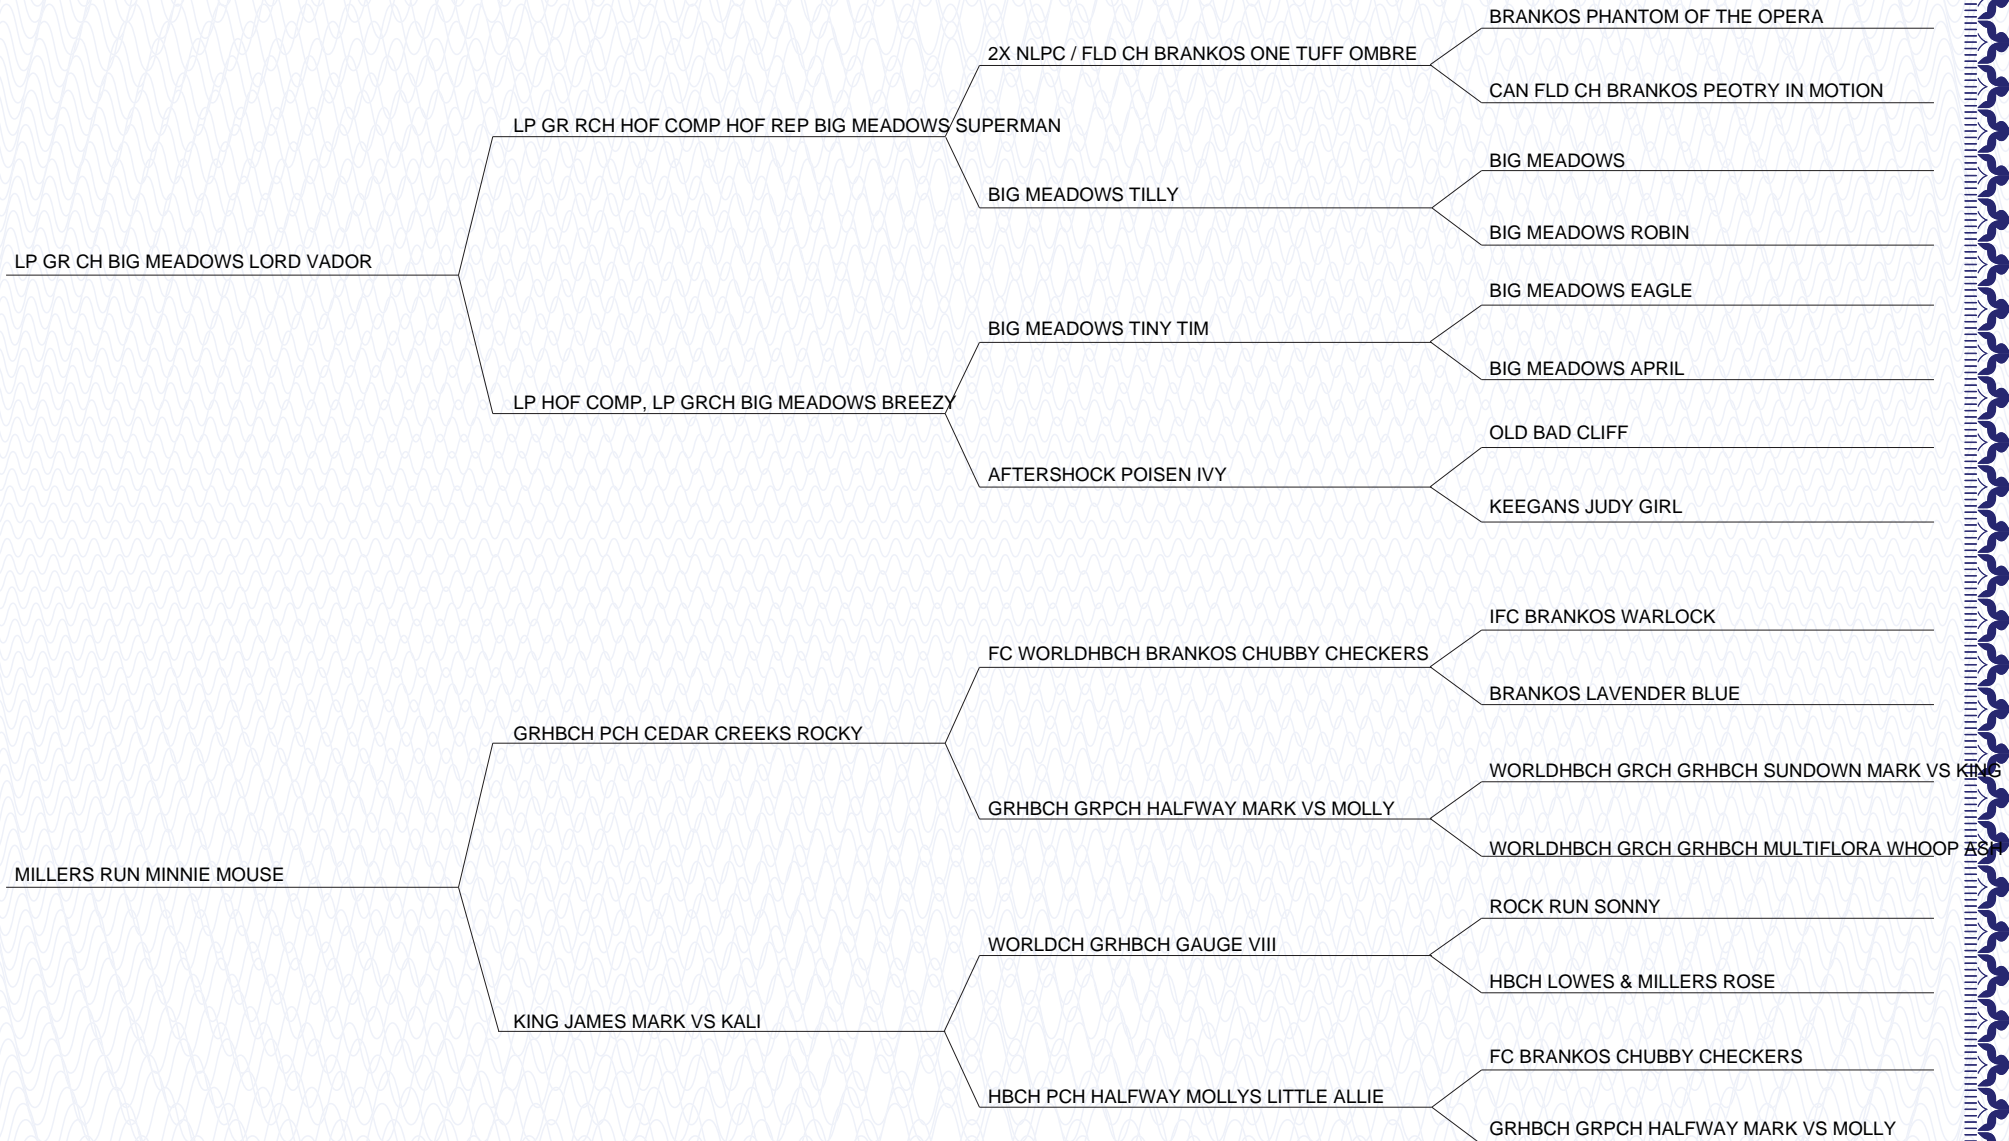 BRANKOS PHANTOM OF THE OPERA
2X NLPC / FLD CH BRANKOS ONE TUFF OMBRE
CAN FLD CH BRANKOS PEOTRY IN MOTION
LP GR RCH HOF COMP HOF REP BIG MEADOWS SUPERMAN
BIG MEADOWS
BIG MEADOWS TILLY
BIG MEADOWS ROBIN
LP GR CH BIG MEADOWS LORD VADOR
BIG MEADOWS EAGLE
BIG MEADOWS TINY TIM
BIG MEADOWS APRIL
LP HOF COMP, LP GRCH BIG MEADOWS BREEZY
OLD BAD CLIFF
AFTERSHOCK POISEN IVY
KEEGANS JUDY GIRL
IFC BRANKOS WARLOCK
FC WORLDHBCH BRANKOS CHUBBY CHECKERS
BRANKOS LAVENDER BLUE
GRHBCH PCH CEDAR CREEKS ROCKY
WORLDHBCH GRCH GRHBCH SUNDOWN MARK VS KING
GRHBCH GRPCH HALFWAY MARK VS MOLLY
WORLDHBCH GRCH GRHBCH MULTIFLORA WHOOP ASH
MILLERS RUN MINNIE MOUSE
ROCK RUN SONNY
WORLDCH GRHBCH GAUGE VIII
HBCH LOWES & MILLERS ROSE
KING JAMES MARK VS KALI
FC BRANKOS CHUBBY CHECKERS
HBCH PCH HALFWAY MOLLYS LITTLE ALLIE
GRHBCH GRPCH HALFWAY MARK VS MOLLY